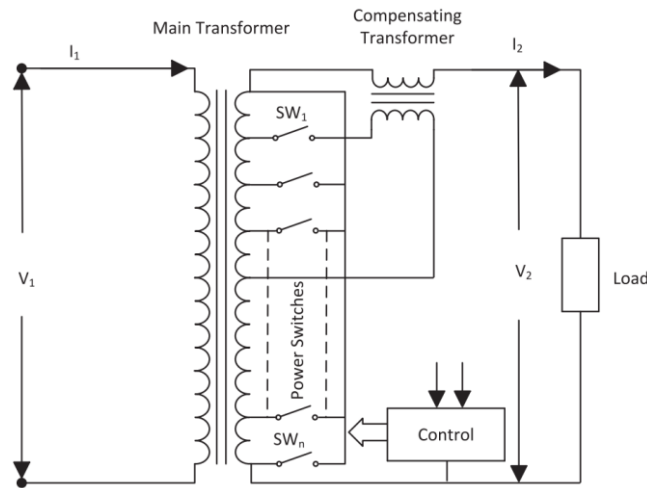 Main Transformer
Compensating
Transformer
I1
I2
SW1
V1
V2
Load
Power Switches
SWn
Control